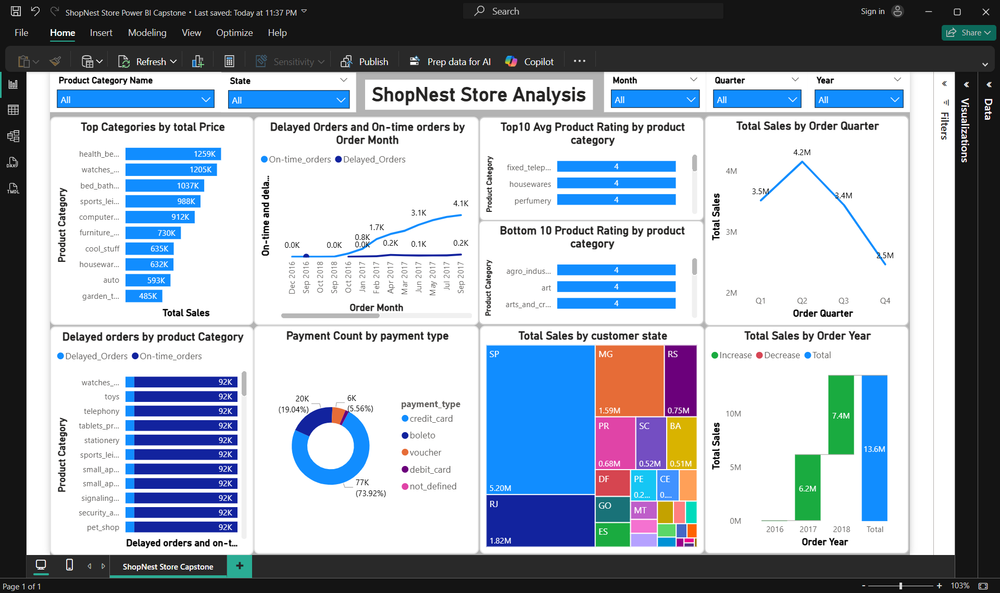 ShopNest Store Power BI Capstone • Last saved: Today at 11:37 PM
Search
Sign in
File
Home
Insert
Modeling
View
Optimize
Help
Share
Refresh
Sensitivity
Publish
Prep data for AI
Copilot
DAX
TMDL
Product Category Name
All
State
All
ShopNest Store Analysis
Month
All
Quarter
All
Year
All
Filters
Visualizations
Data
Top Categories by total Price
Product Category
health_be... 1259K
watches_... 1205K
bed_bath... 1037K
sports_lei... 988K
computer... 912K
furniture_... 730K
cool_stuff 635K
housewar... 632K
auto 593K
garden_t... 485K
Total Sales
Delayed Orders and On-time orders by
Order Month
On-time_orders Delayed_Orders
On-time and dela...
0.0K
0.0K
0.8K
0.0K
1.7K
0.2K
3.1K
0.1K
4.1K
0.2K
Dec 2016
Sep 2016
Oct 2018
Sep 2018
Oct 2016
Jan 2017
Feb 2017
Apr 2017
Mar 2017
Jun 2017
May 2017
Jul 2017
Sep 2017
Order Month
Top10 Avg Product Rating by product
category
Product Category
fixed_telep... 4
housewares 4
perfumery 4
Bottom 10 Product Rating by product
category
Product Category
agro_indus... 4
art 4
arts_and_cr... 4
Total Sales by Order Quarter
Total Sales
4M
3M
2M
3.5M
4.2M
3.4M
2.5M
Q1 Q2 Q3 Q4
Order Quarter
Delayed orders by product Category
Delayed_Orders On-time_orders
Product Category
watches_... 92K
toys 92K
telephony 92K
tablets_pr... 92K
stationery 92K
sports_lei... 92K
small_ap... 92K
small_ap... 92K
signaling... 92K
security_a... 92K
pet_shop 92K
Delayed orders and on-t...
Payment Count by payment type
20K
(19.04%)
6K
(5.56%)
77K
(73.92%)
payment_type
credit_card
boleto
voucher
debit_card
not_defined
Total Sales by customer state
SP
5.20M
RJ
1.82M
MG
1.59M
RS
0.75M
PR
0.68M
SC
0.52M
BA
0.51M
DF
GO
ES
PE
0.2...
CE
0....
MT
Total Sales by Order Year
Increase Decrease Total
Total Sales
10M
5M
0M
6.2M
7.4M
13.6M
2016 2017 2018 Total
Order Year
ShopNest Store Capstone
+
Page 1 of 1
- + 103%